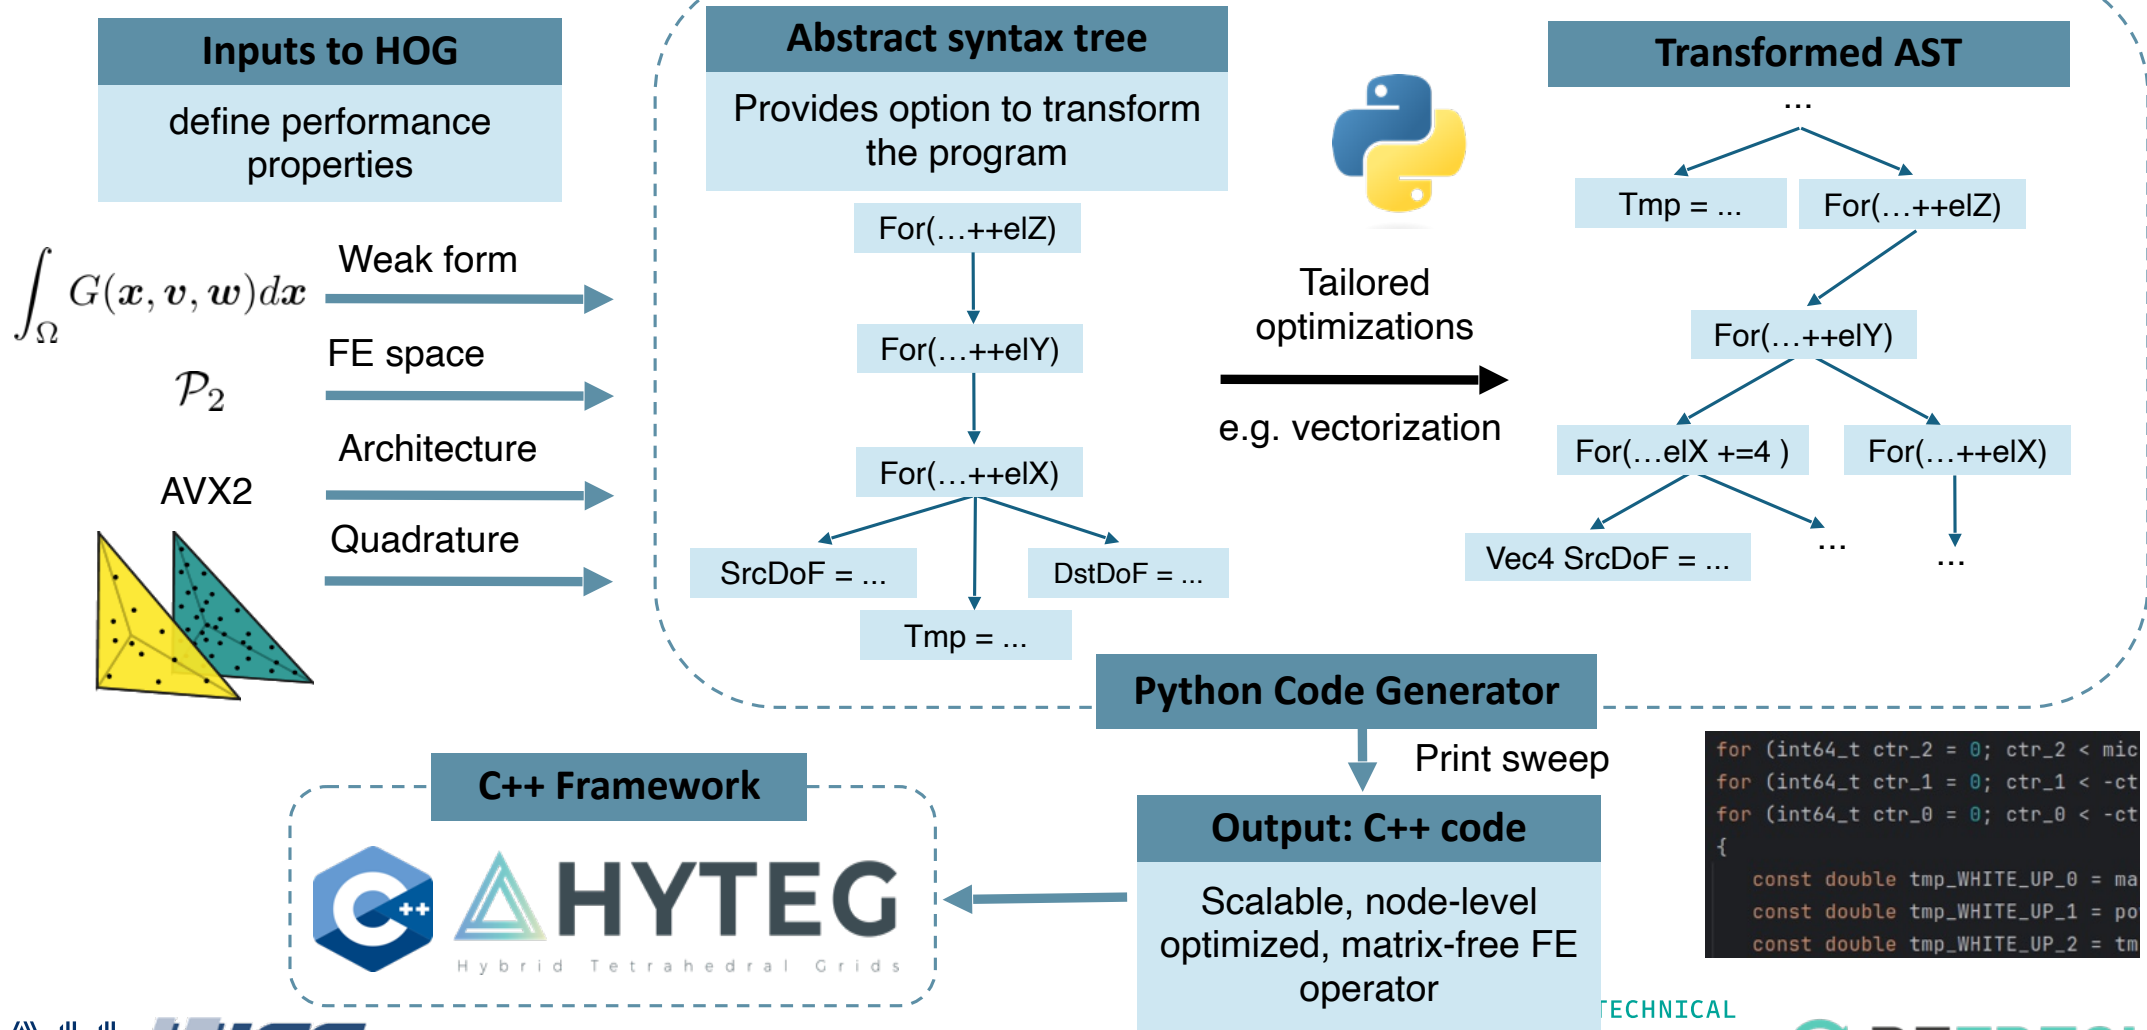 Inputs to HOG
define performance
properties
∫_Ω G(x, v, w)dx
Weak form
P₂
FE space
AVX2
Architecture
Quadrature
Abstract syntax tree
Provides option to transform
the program
For(...++elZ)
For(...++elY)
For(...++elX)
SrcDoF = ...
DstDoF = ...
Tmp = ...
Tailored
optimizations
e.g. vectorization
Transformed AST
...
Tmp = ...
For(...++elZ)
For(...++elY)
For(...elX +=4 )
For(...++elX)
Vec4 SrcDoF = ...
...
...
Python Code Generator
Print sweep
Output: C++ code
Scalable, node-level
optimized, matrix-free FE
operator
C++ Framework
C++
HYTEG
Hybrid Tetrahedral Grids
for (int64_t ctr_2 = 0; ctr_2 < mic
for (int64_t ctr_1 = 0; ctr_1 < -ct
for (int64_t ctr_0 = 0; ctr_0 < -ct
{
const double tmp_WHITE_UP_0 = ma
const double tmp_WHITE_UP_1 = po
const double tmp_WHITE_UP_2 = tm
TECHNICAL